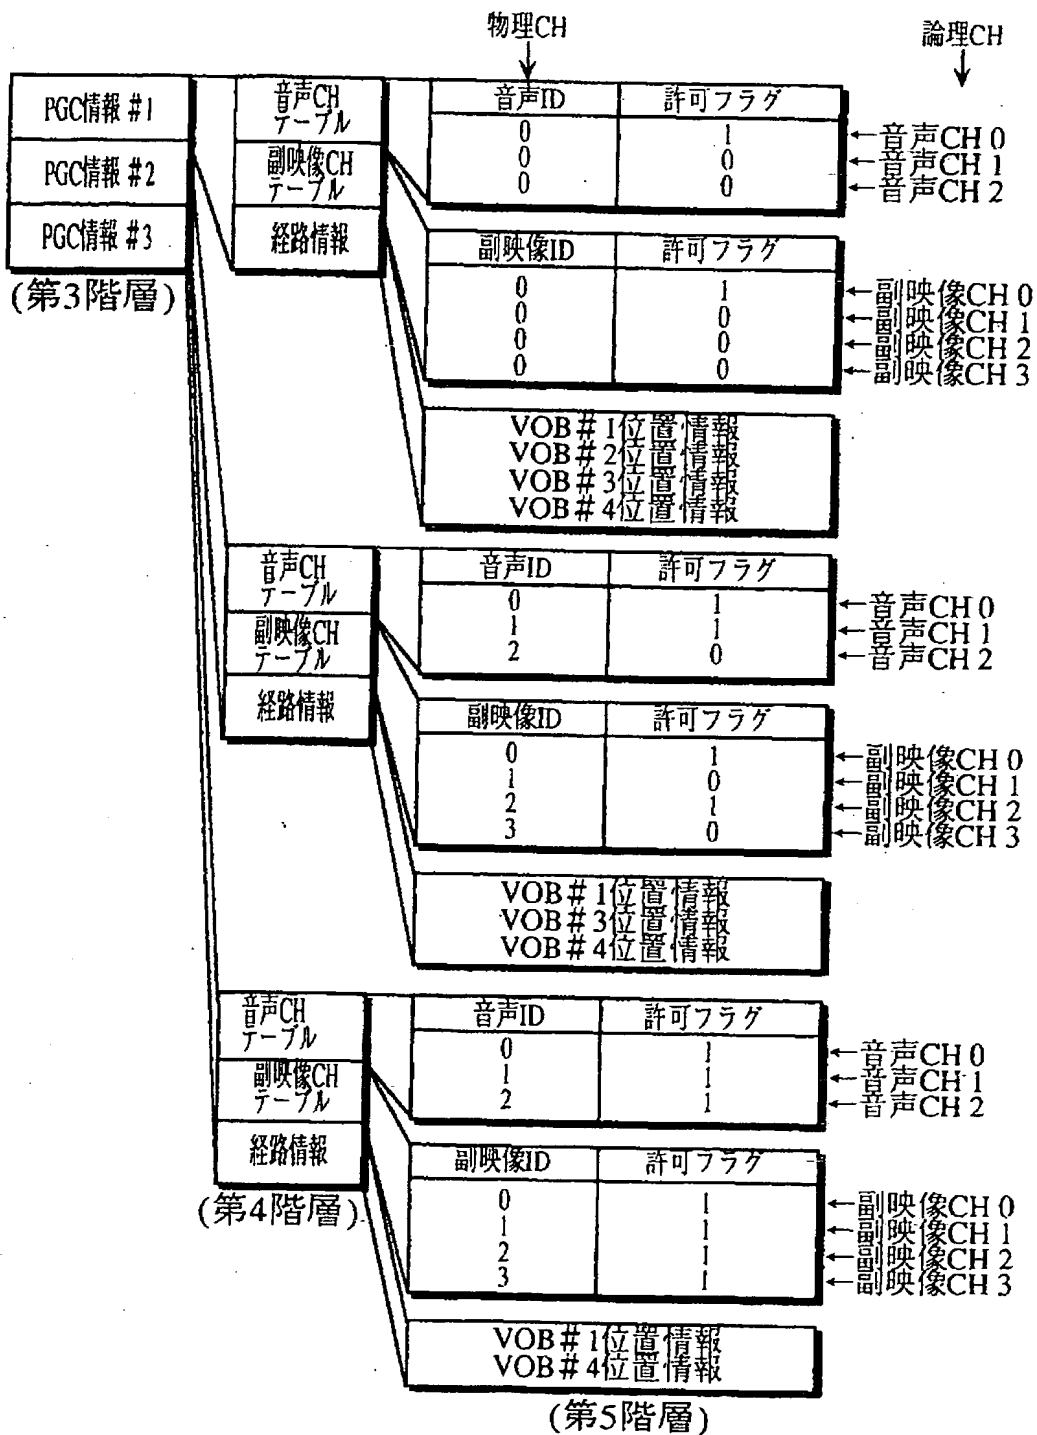 物理CH
論理CH
PGC情報 #1
PGC情報 #2
PGC情報 #3
(第3階層)
音声CH
テーブル
副映像CH
テーブル
経路情報
音声ID 許可フラグ
0 1 ←音声CH 0
0 0 ←音声CH 1
0 0 ←音声CH 2
副映像ID 許可フラグ
0 1 ←副映像CH 0
0 0 ←副映像CH 1
0 0 ←副映像CH 2
0 0 ←副映像CH 3
VOB#1位置情報
VOB#2位置情報
VOB#3位置情報
VOB#4位置情報
音声CH
テーブル
副映像CH
テーブル
経路情報
音声ID 許可フラグ
0 1 ←音声CH 0
1 1 ←音声CH 1
2 0 ←音声CH 2
副映像ID 許可フラグ
0 1 ←副映像CH 0
1 0 ←副映像CH 1
2 1 ←副映像CH 2
3 0 ←副映像CH 3
VOB#1位置情報
VOB#3位置情報
VOB#4位置情報
音声CH
テーブル
副映像CH
テーブル
経路情報
(第4階層)
音声ID 許可フラグ
0 1 ←音声CH 0
1 1 ←音声CH 1
2 1 ←音声CH 2
副映像ID 許可フラグ
0 1 ←副映像CH 0
1 1 ←副映像CH 1
2 1 ←副映像CH 2
3 1 ←副映像CH 3
VOB#1位置情報
VOB#4位置情報
(第5階層)